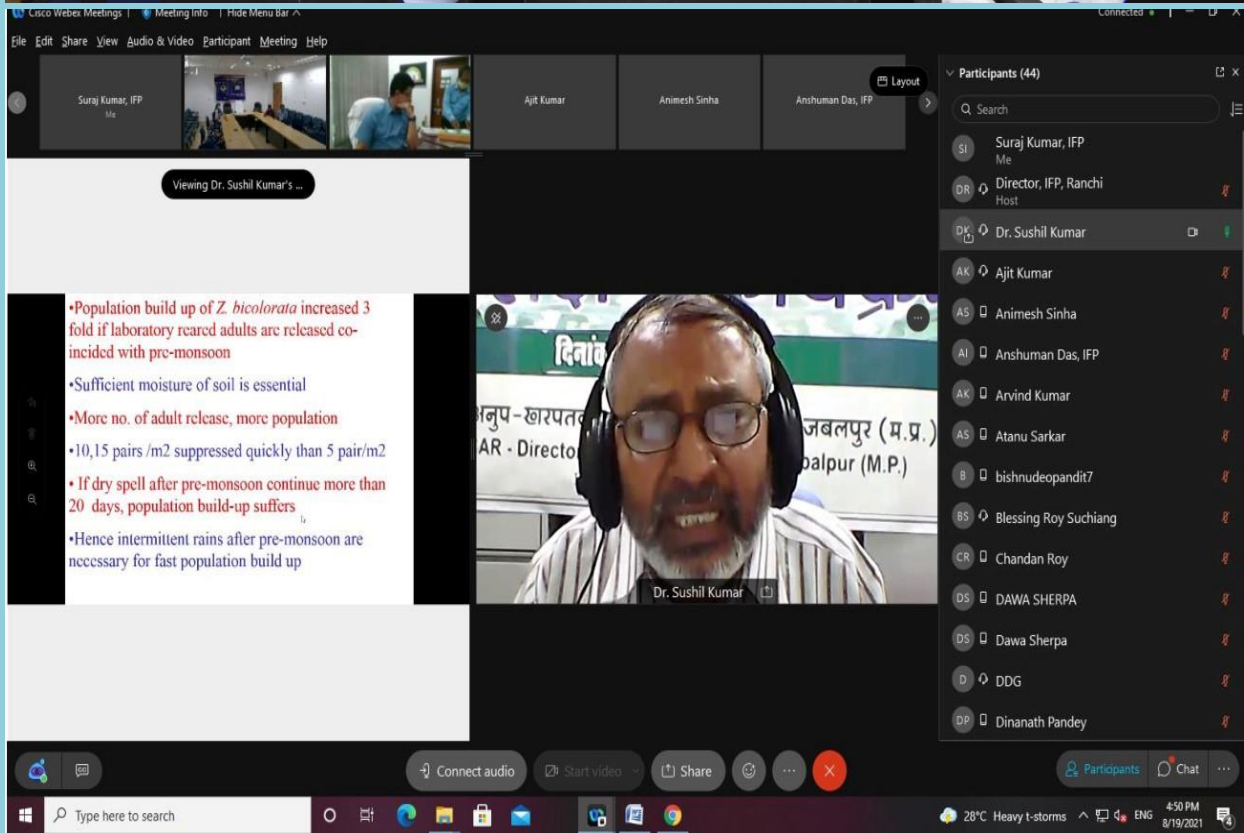 Cisco Webex Meetings
Meeting Info
Hide Menu Bar
Connected
File Edit Share View Audio & Video Participant Meeting Help
Suraj Kumar, IFP
Me
Ajit Kumar
Animesh Sinha
Anshuman Das, IFP
Layout
Viewing Dr. Sushil Kumar's ...
•Population build up of Z. bicolorata increased 3
fold if laboratory reared adults are released co-
incided with pre-monsoon
•Sufficient moisture of soil is essential
•More no. of adult release, more population
•10,15 pairs /m2 suppressed quickly than 5 pair/m2
• If dry spell after pre-monsoon continue more than
20 days, population build-up suffers
•Hence intermittent rains after pre-monsoon are
necessary for fast population build up
दिनांक
अनुप-खरपतव
जबलपुर (म.प्र.)
AR - Directo
balpur (M.P.)
Dr. Sushil Kumar
Participants (44)
Search
SI Suraj Kumar, IFP
Me
DR Director, IFP, Ranchi
Host
DK Dr. Sushil Kumar
AK Ajit Kumar
AS Animesh Sinha
AI Anshuman Das, IFP
AK Arvind Kumar
AS Atanu Sarkar
B bishnudeopandit7
BS Blessing Roy Suchiang
CR Chandan Roy
DS DAWA SHERPA
DS Dawa Sherpa
D DDG
DP Dinanath Pandey
Connect audio
Start video
Share
Participants
Chat
Type here to search
28°C Heavy t-storms
ENG
4:50 PM
8/19/2021
4